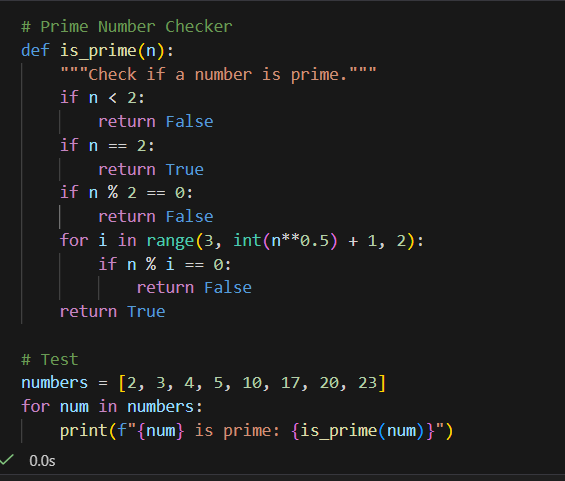 # Prime Number Checker
def is_prime(n):
    """Check if a number is prime."""
    if n < 2:
        return False
    if n == 2:
        return True
    if n % 2 == 0:
        return False
    for i in range(3, int(n**0.5) + 1, 2):
        if n % i == 0:
            return False
    return True

# Test
numbers = [2, 3, 4, 5, 10, 17, 20, 23]
for num in numbers:
    print(f"{num} is prime: {is_prime(num)}")
0.0s